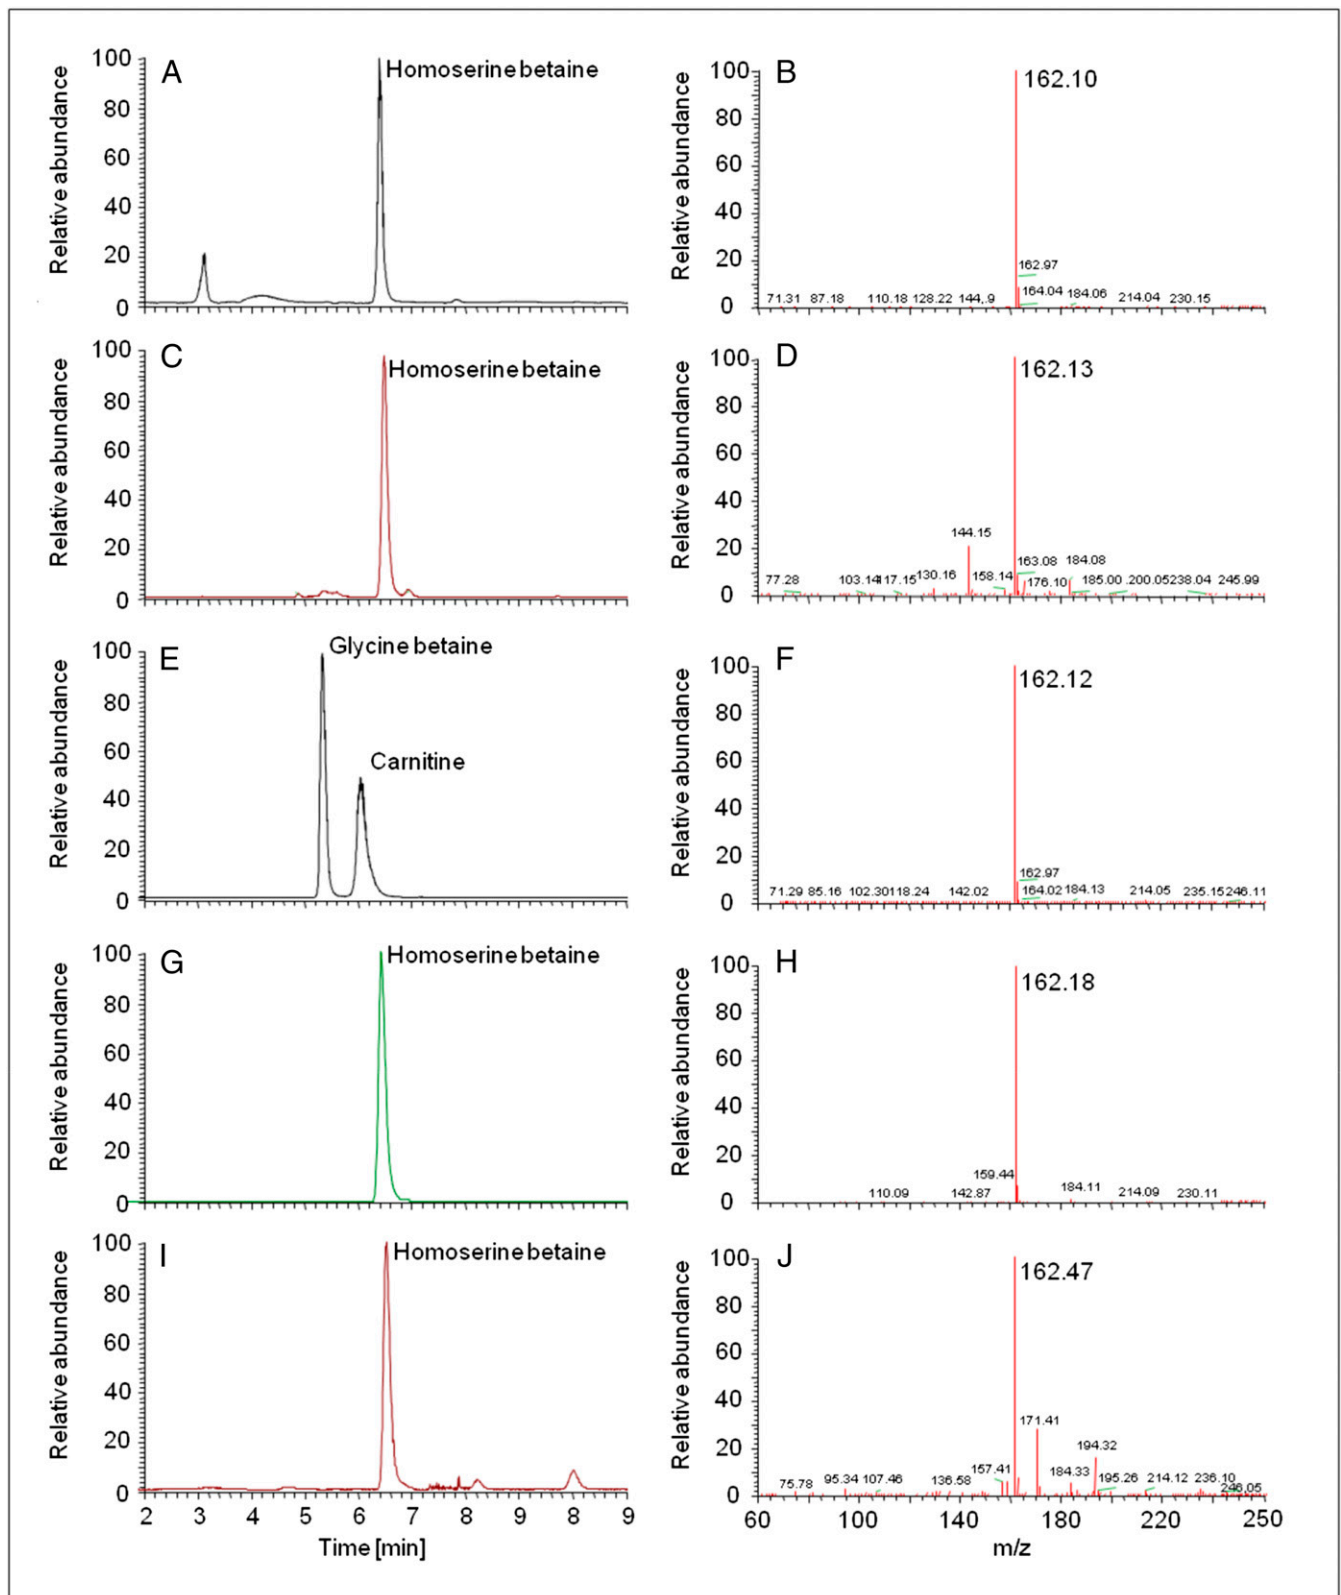 A
Homoserine betaine
Relative abundance
100
80
60
40
20
0
B
162.10
Relative abundance
100
80
60
40
20
0
71.31 87.18 110.18 128.22 144,.9 162.97 164.04 184.06 214.04 230.15
C
Homoserine betaine
Relative abundance
100
80
60
40
20
0
D
162.13
Relative abundance
100
80
60
40
20
0
144.15
77.28 103.14 117.15 130.16 158.14 163.08 176.10 184.08 185.00 .200.05 238.04 245.99
E
Glycine betaine
Carnitine
Relative abundance
100
80
60
40
20
0
F
162.12
Relative abundance
100
80
60
40
20
0
71.29 85.16 102.30 118.24 142.02 162.97 164.02 184.13 214.05 235.15 246.11
G
Homoserine betaine
Relative abundance
100
80
60
40
20
0
H
162.18
Relative abundance
100
80
60
40
20
0
110.09 142.87 159.44 184.11 214.09 230.11
I
Homoserine betaine
Relative abundance
100
80
60
40
20
0
2 3 4 5 6 7 8 9
Time [min]
J
162.47
Relative abundance
100
80
60
40
20
0
171.41
194.32
75.78 95.34 107.46 136.58 157.41 184.33 195.26 214.12 236.10 246.05
60 100 140 180 220 250
m/z